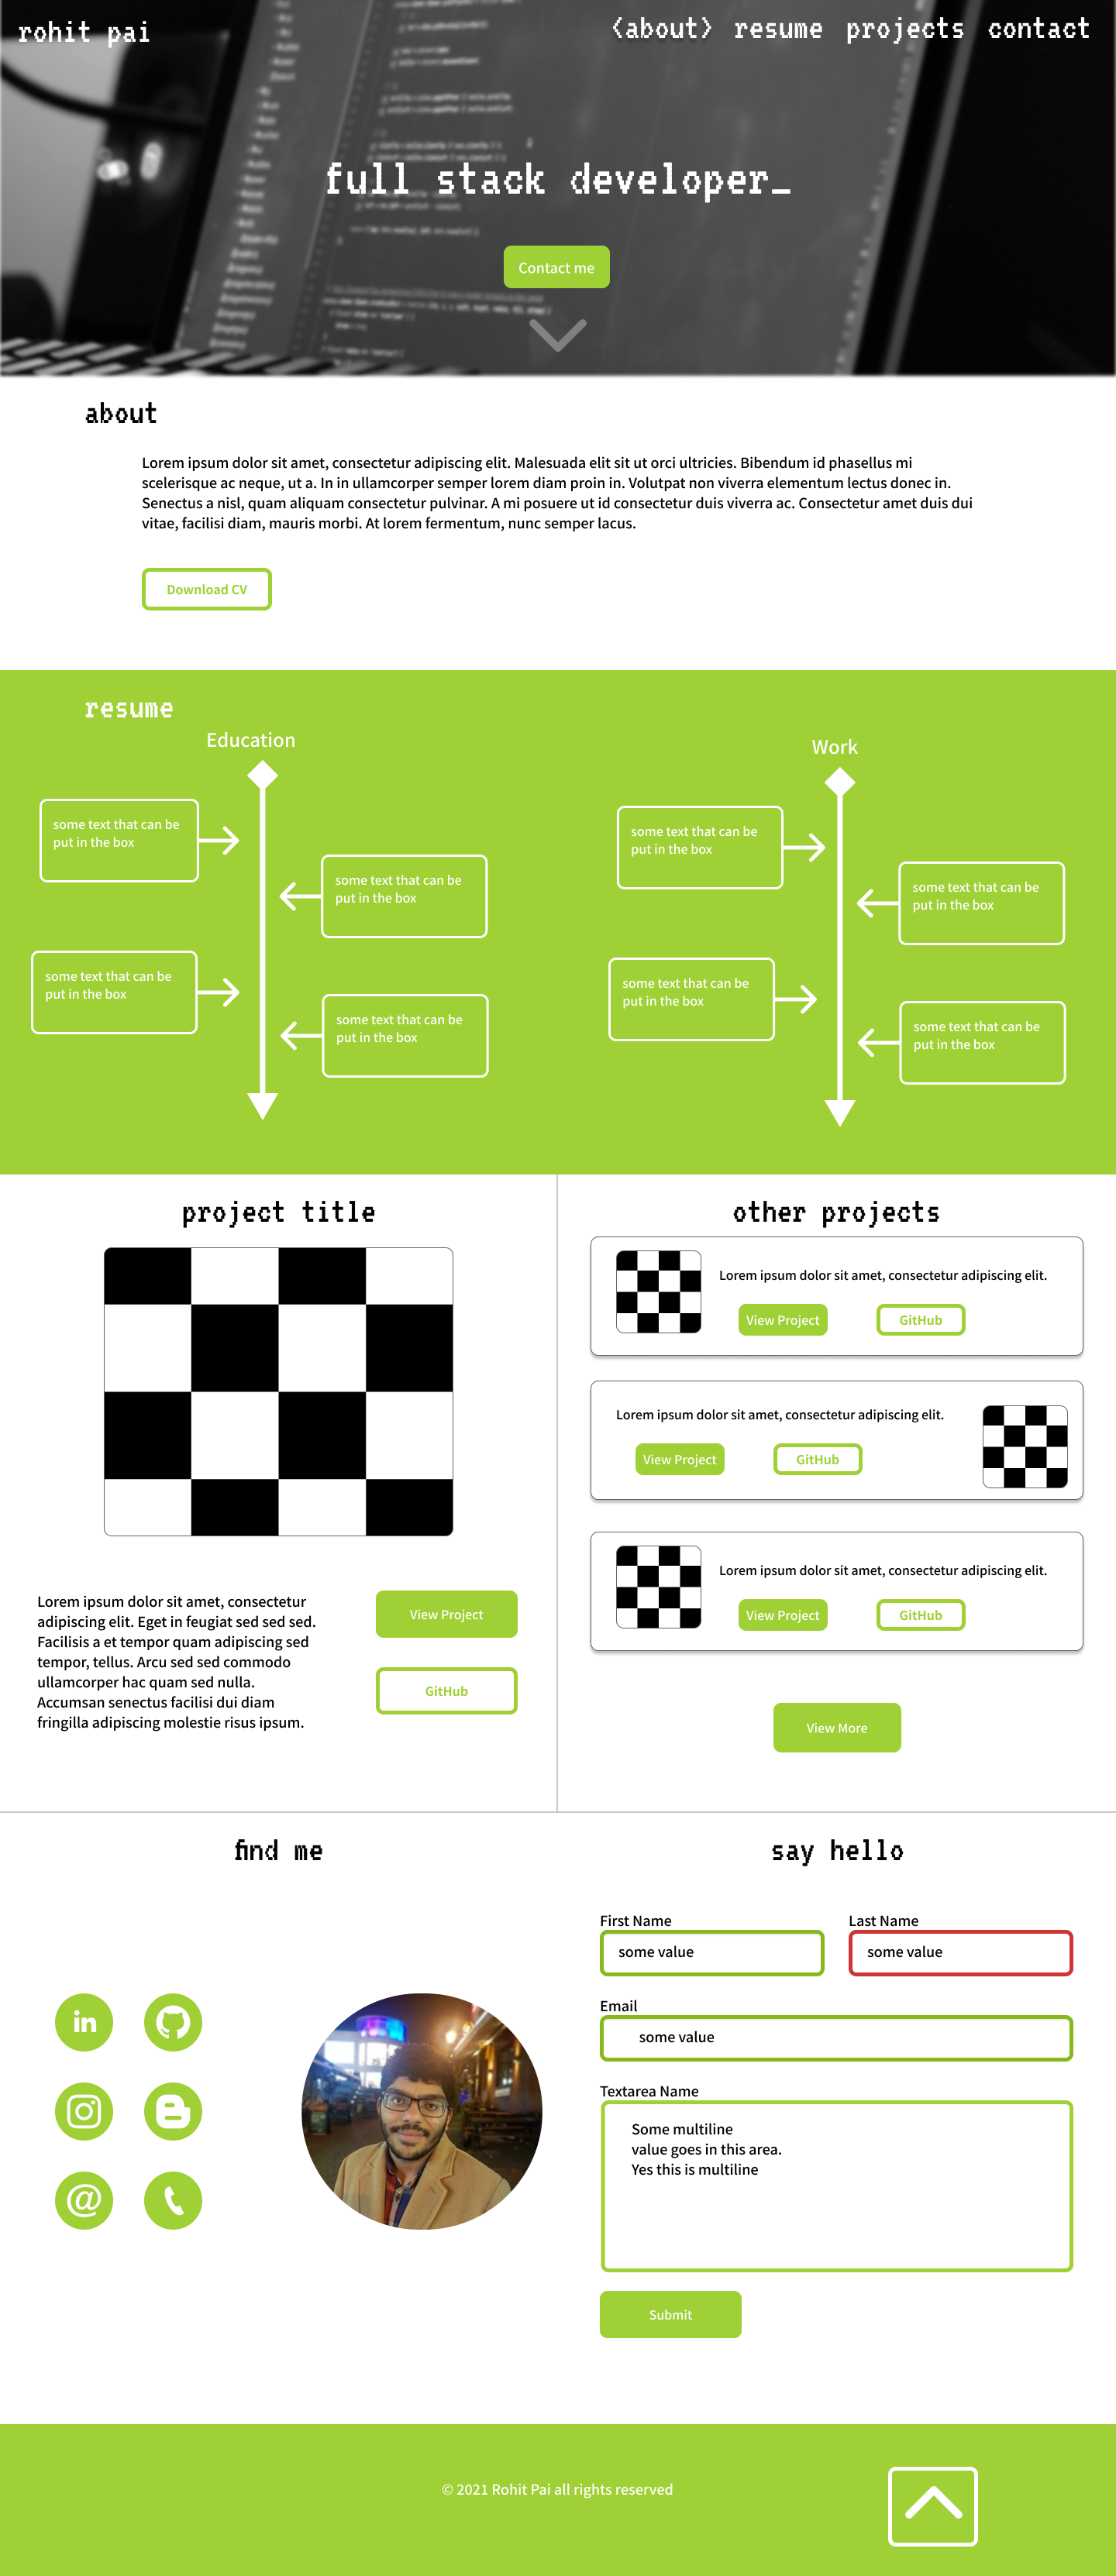 rohit pai
<about> resume projects contact
full stack developer_
Contact me
about
Lorem ipsum dolor sit amet, consectetur adipiscing elit. Malesuada elit sit ut orci ultricies. Bibendum id phasellus mi
scelerisque ac neque, ut a. In in ullamcorper semper lorem diam proin in. Volutpat non viverra elementum lectus donec in.
Senectus a nisl, quam aliquam consectetur pulvinar. A mi posuere ut id consectetur duis viverra ac. Consectetur amet duis dui
vitae, facilisi diam, mauris morbi. At lorem fermentum, nunc semper lacus.
Download CV
resume
Education
some text that can be
put in the box
some text that can be
put in the box
some text that can be
put in the box
some text that can be
put in the box
Work
some text that can be
put in the box
some text that can be
put in the box
some text that can be
put in the box
some text that can be
put in the box
project title
Lorem ipsum dolor sit amet, consectetur
adipiscing elit. Eget in feugiat sed sed sed.
Facilisis a et tempor quam adipiscing sed
tempor, tellus. Arcu sed sed commodo
ullamcorper hac quam sed nulla.
Accumsan senectus facilisi dui diam
fringilla adipiscing molestie risus ipsum.
View Project
GitHub
other projects
Lorem ipsum dolor sit amet, consectetur adipiscing elit.
View Project
GitHub
Lorem ipsum dolor sit amet, consectetur adipiscing elit.
View Project
GitHub
Lorem ipsum dolor sit amet, consectetur adipiscing elit.
View Project
GitHub
View More
find me
in
@
say hello
First Name
some value
Last Name
some value
Email
some value
Textarea Name
Some multiline
value goes in this area.
Yes this is multiline
Submit
© 2021 Rohit Pai all rights reserved